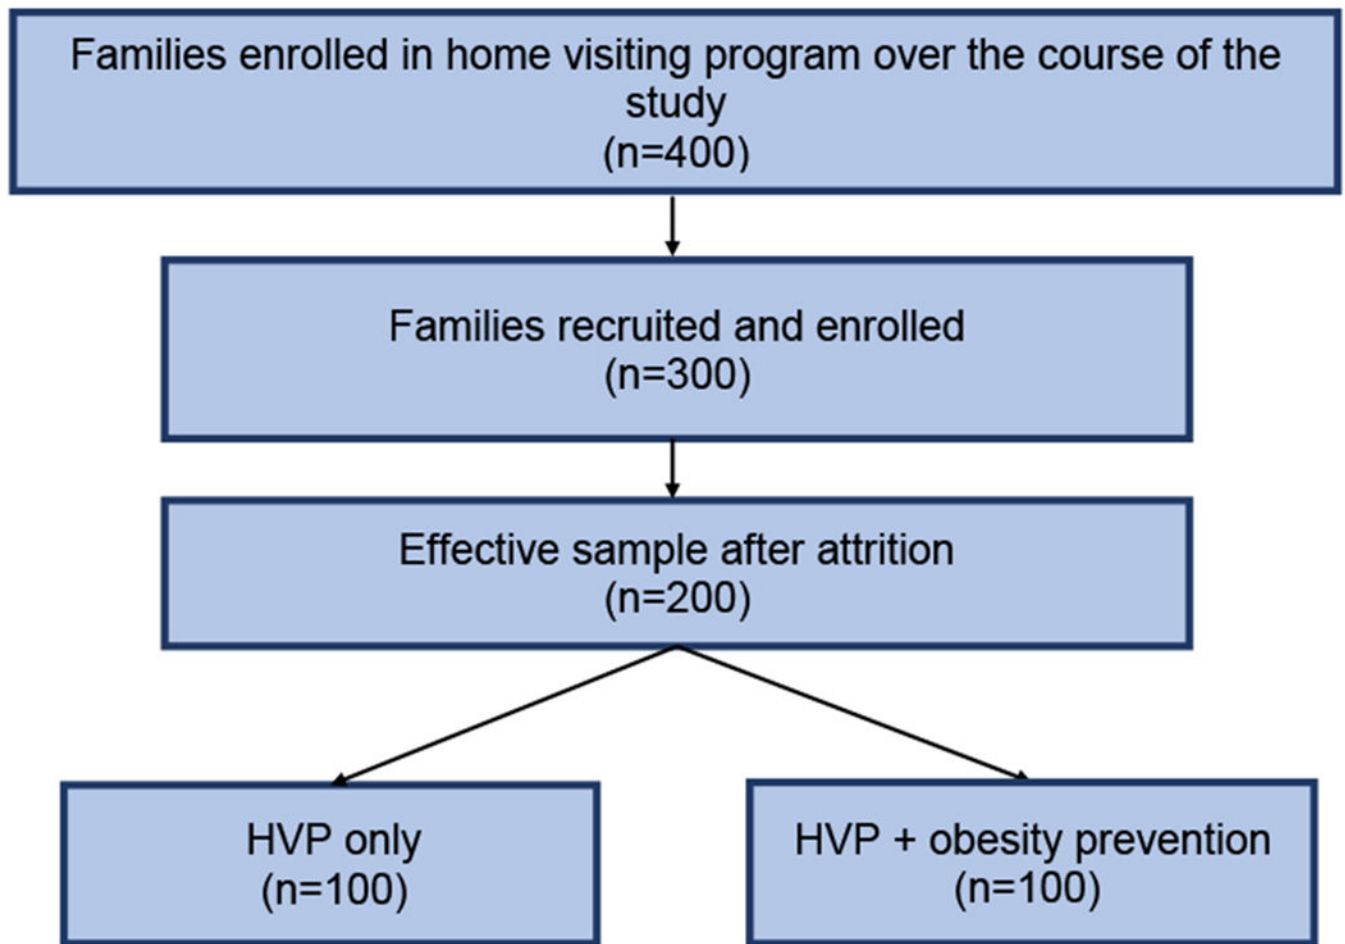 Families enrolled in home visiting program over the course of the
study
(n=400)
Families recruited and enrolled
(n=300)
Effective sample after attrition
(n=200)
HVP only
(n=100)
HVP + obesity prevention
(n=100)